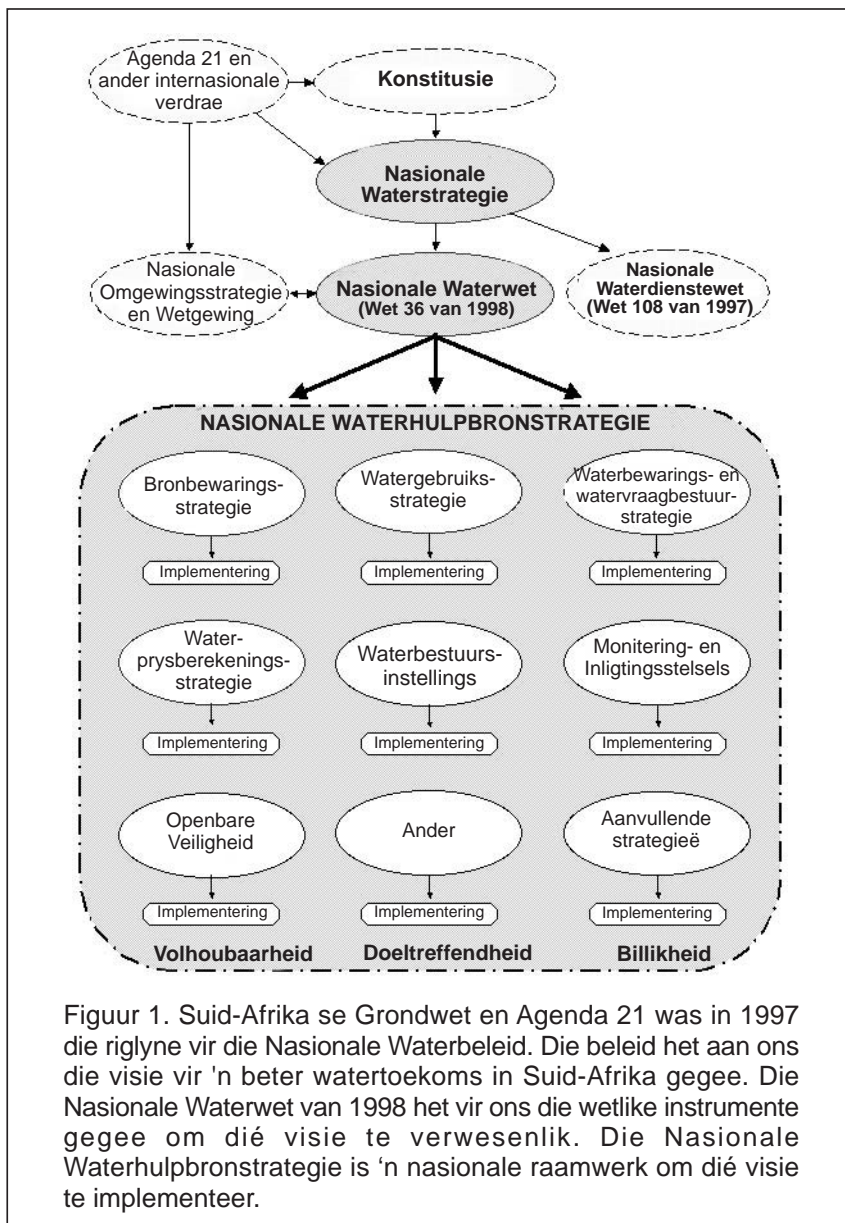 Agenda 21 en
ander internasionale
verdrae
Konstitusie
Nasionale
Waterstrategie
Nasionale
Omgewingsstrategie
en Wetgewing
Nasionale Waterwet
(Wet 36 van 1998)
Nasionale
Waterdienstewet
(Wet 108 van 1997)
NASIONALE WATERHULPBRONSTRATEGIE
Bronbewarings-
strategie
Watergebruiks-
strategie
Waterbewarings- en
watervraagbestuur-
strategie
Implementering
Implementering
Implementering
Water-
prysberekenings-
strategie
Waterbestuurs-
instellings
Monitering- en
Inligtingsstelsels
Implementering
Implementering
Implementering
Openbare
Veiligheid
Ander
Aanvullende
strategieë
Implementering
Implementering
Implementering
Volhoubaarheid
Doeltreffendheid
Billikheid
Figuur 1. Suid-Afrika se Grondwet en Agenda 21 was in 1997
die riglyne vir die Nasionale Waterbeleid. Die beleid het aan ons
die visie vir 'n beter watertoekoms in Suid-Afrika gegee. Die
Nasionale Waterwet van 1998 het vir ons die wetlike instrumente
gegee om dié visie te verwesenlik. Die Nasionale
Waterhulpbronstrategie is ‘n nasionale raamwerk om dié visie
te implementeer.